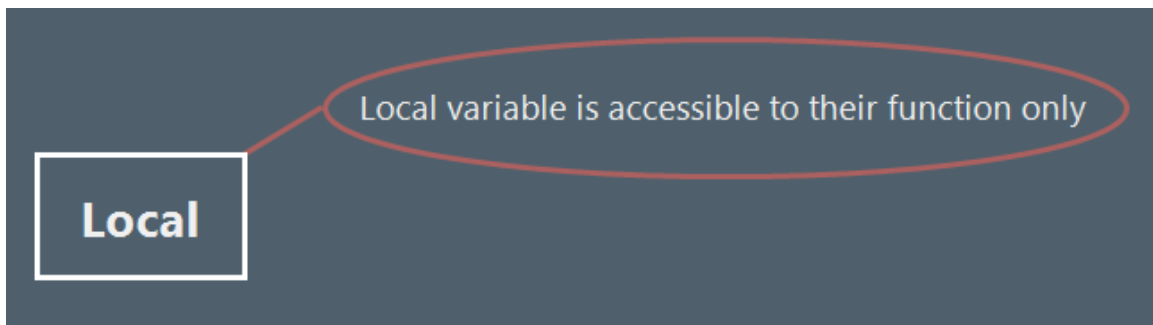 Local variable is accessible to their function only
Local